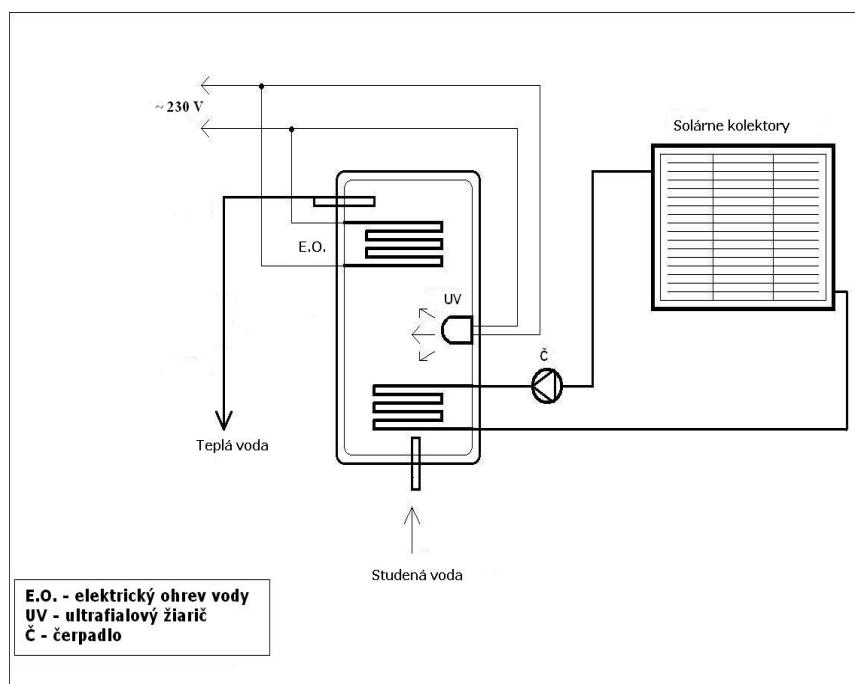 ~ 230 V
Solárne kolektory
E.O.
UV
Č
Teplá voda
Studená voda
E.O. - elektrický ohrev vody
UV - ultrafialový žiarič
Č - čerpadlo